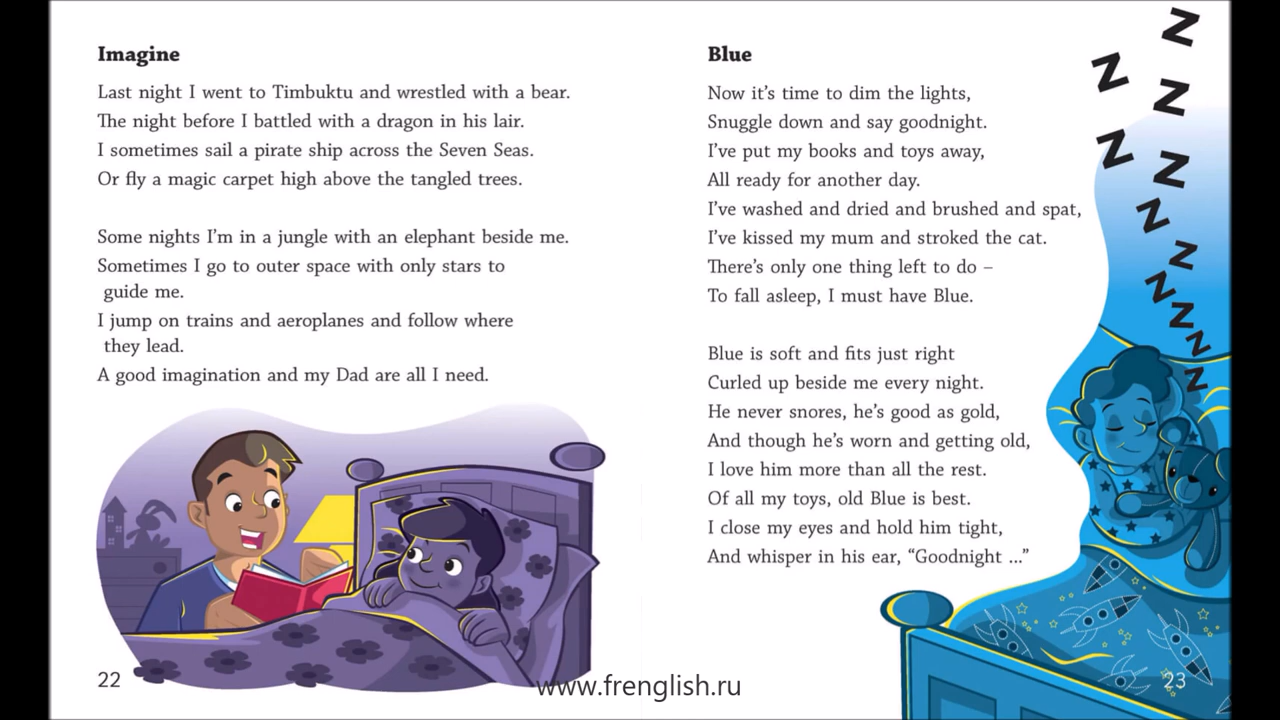 Imagine
Last night I went to Timbuktu and wrestled with a bear.
The night before I battled with a dragon in his lair.
I sometimes sail a pirate ship across the Seven Seas.
Or fly a magic carpet high above the tangled trees.
Some nights I’m in a jungle with an elephant beside me.
Sometimes I go to outer space with only stars to
guide me.
I jump on trains and aeroplanes and follow where
they lead.
A good imagination and my Dad are all I need.
22
Blue
Now it’s time to dim the lights,
Snuggle down and say goodnight.
I’ve put my books and toys away,
All ready for another day.
I’ve washed and dried and brushed and spat,
I’ve kissed my mum and stroked the cat.
There’s only one thing left to do –
To fall asleep, I must have Blue.
Blue is soft and fits just right
Curled up beside me every night.
He never snores, he’s good as gold,
And though he’s worn and getting old,
I love him more than all the rest.
Of all my toys, old Blue is best.
I close my eyes and hold him tight,
And whisper in his ear, “Goodnight ...”
Z
Z
Z
Z
Z
Z
Z
Z
Z
Z
Z
23
www.frenglish.ru